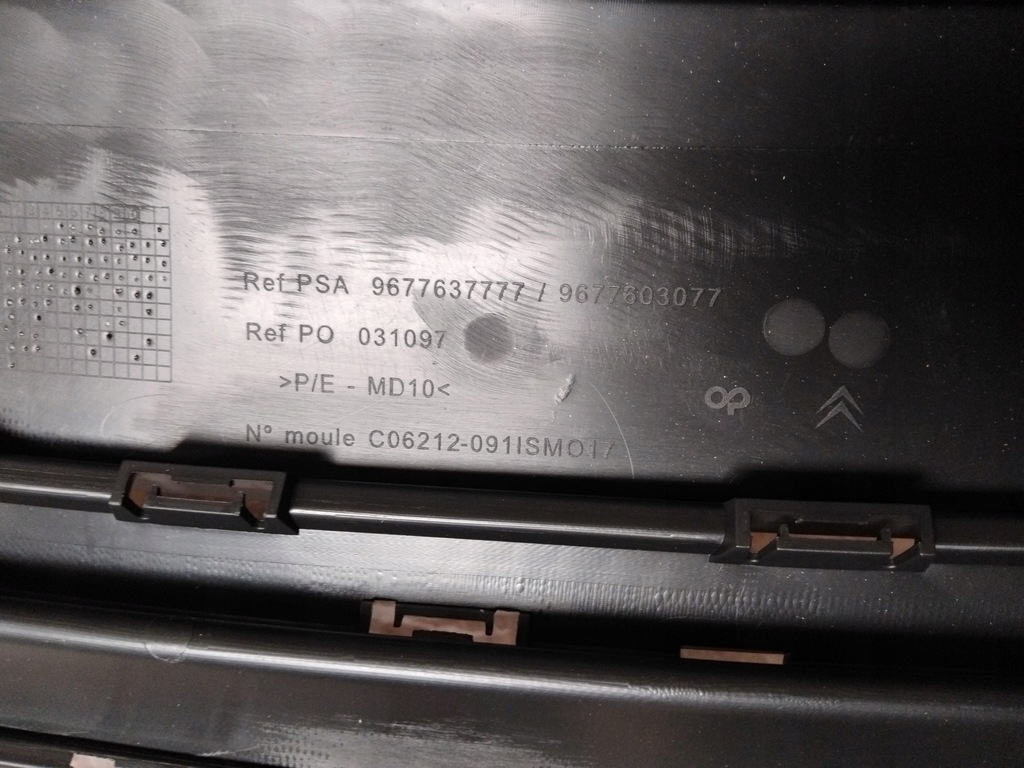 Ref PSA 9677637777 / 9677603077
Ref PO 031097
>P/E - MD10<
N° moule C06212-091ISMO17